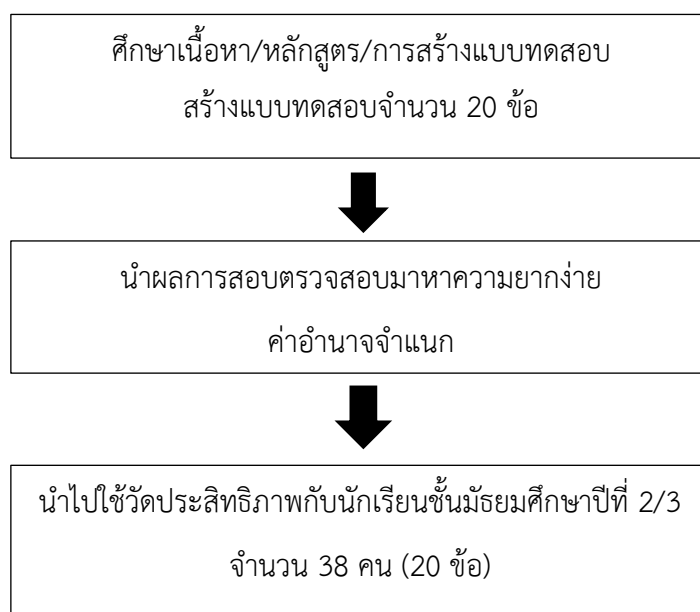 ศึกษาเนื้อหา/หลักสูตร/การสร้างแบบทดสอบ
สร้างแบบทดสอบจำนวน 20 ข้อ
นำผลการสอบตรวจสอบมาหาความยากง่าย
ค่าอำนาจจำแนก
นำไปใช้วัดประสิทธิภาพกับนักเรียนชั้นมัธยมศึกษาปีที่ 2/3
จำนวน 38 คน (20 ข้อ)